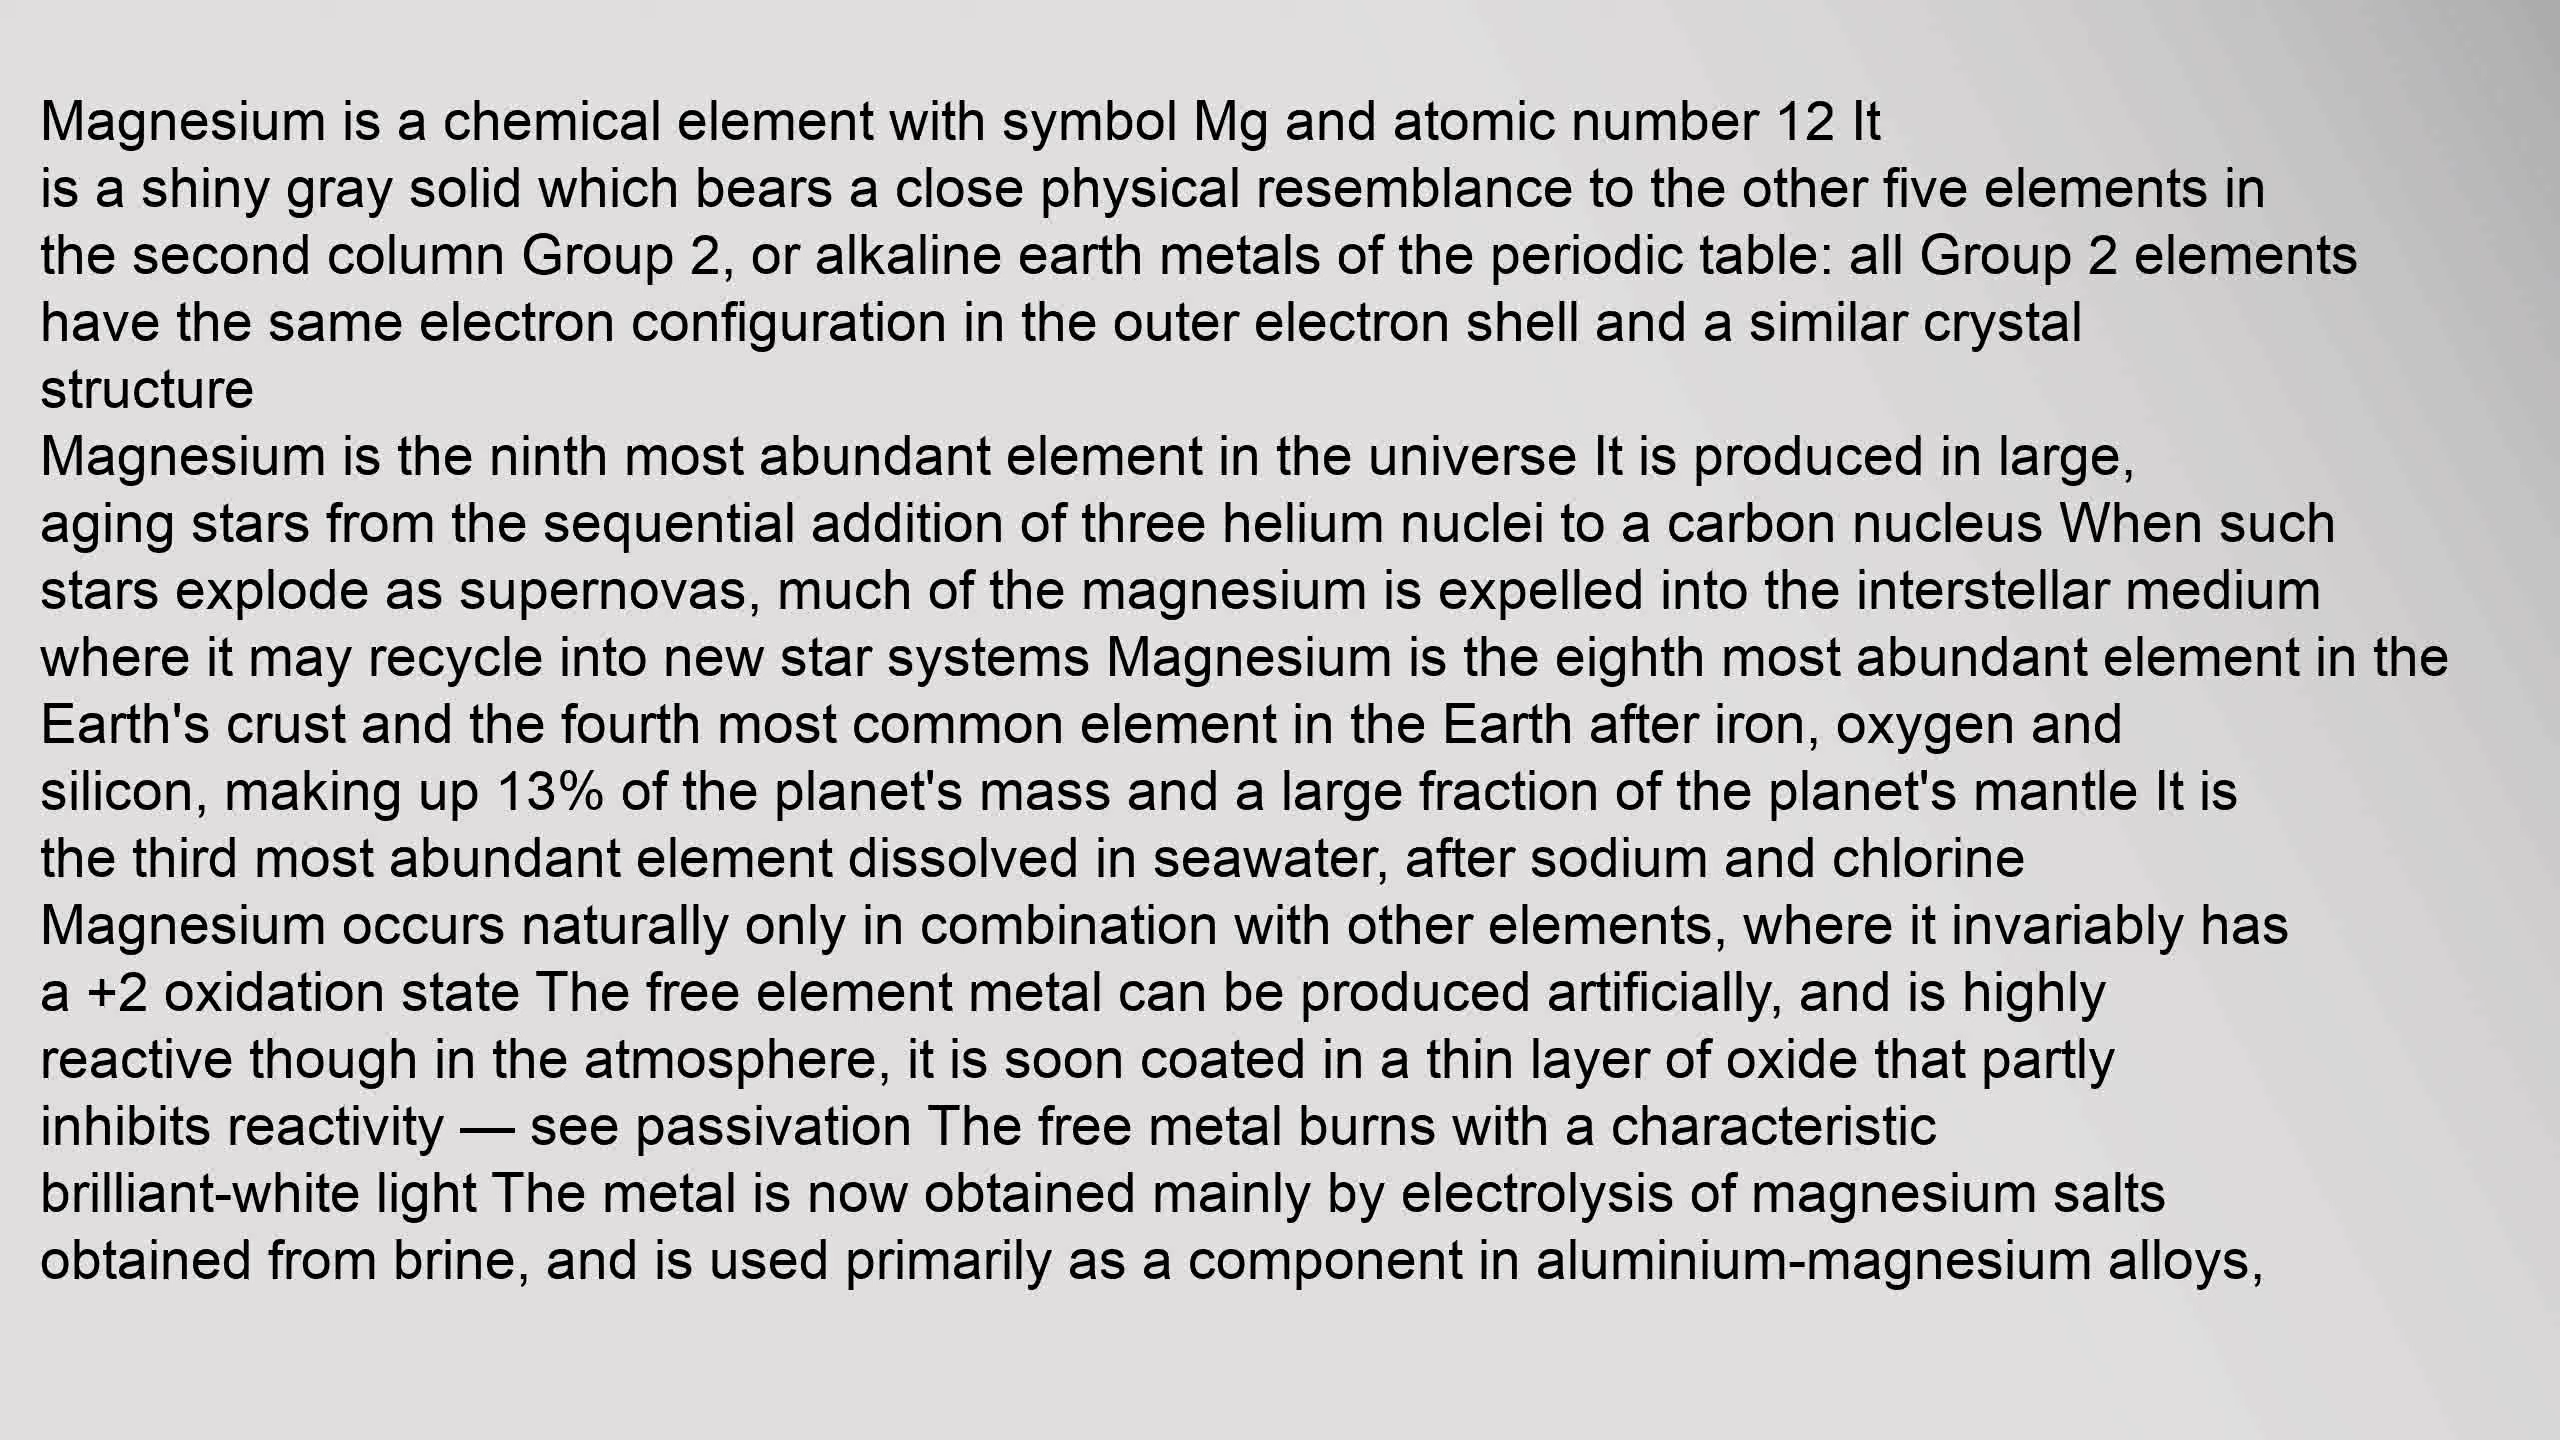 Magnesium is a chemical element with symbol Mg and atomic number 12 It
is a shiny gray solid which bears a close physical resemblance to the other five elements in
the second column Group 2, or alkaline earth metals of the periodic table: all Group 2 elements
have the same electron configuration in the outer electron shell and a similar crystal
structure
Magnesium is the ninth most abundant element in the universe It is produced in large,
aging stars from the sequential addition of three helium nuclei to a carbon nucleus When such
stars explode as supernovas, much of the magnesium is expelled into the interstellar medium
where it may recycle into new star systems Magnesium is the eighth most abundant element in the
Earth's crust and the fourth most common element in the Earth after iron, oxygen and
silicon, making up 13% of the planet's mass and a large fraction of the planet's mantle It is
the third most abundant element dissolved in seawater, after sodium and chlorine
Magnesium occurs naturally only in combination with other elements, where it invariably has
a +2 oxidation state The free element metal can be produced artificially, and is highly
reactive though in the atmosphere, it is soon coated in a thin layer of oxide that partly
inhibits reactivity — see passivation The free metal burns with a characteristic
brilliant-white light The metal is now obtained mainly by electrolysis of magnesium salts
obtained from brine, and is used primarily as a component in aluminium-magnesium alloys,